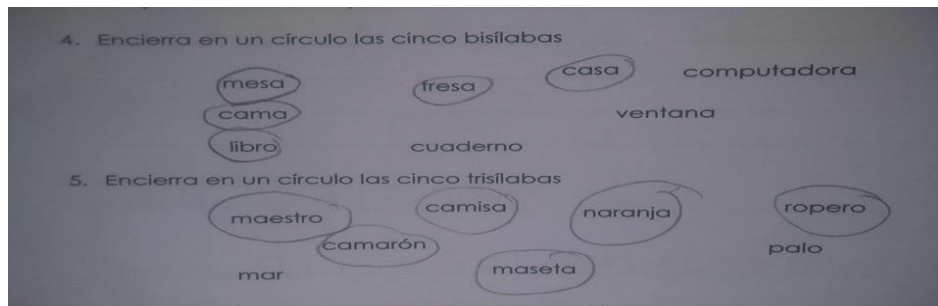 4. Encierra en un círculo las cinco bisílabas
mesa fresa casa computadora
cama ventana
libro cuaderno
5. Encierra en un círculo las cinco trisílabas
maestro camisa naranja ropero
camarón palo
mar maseta